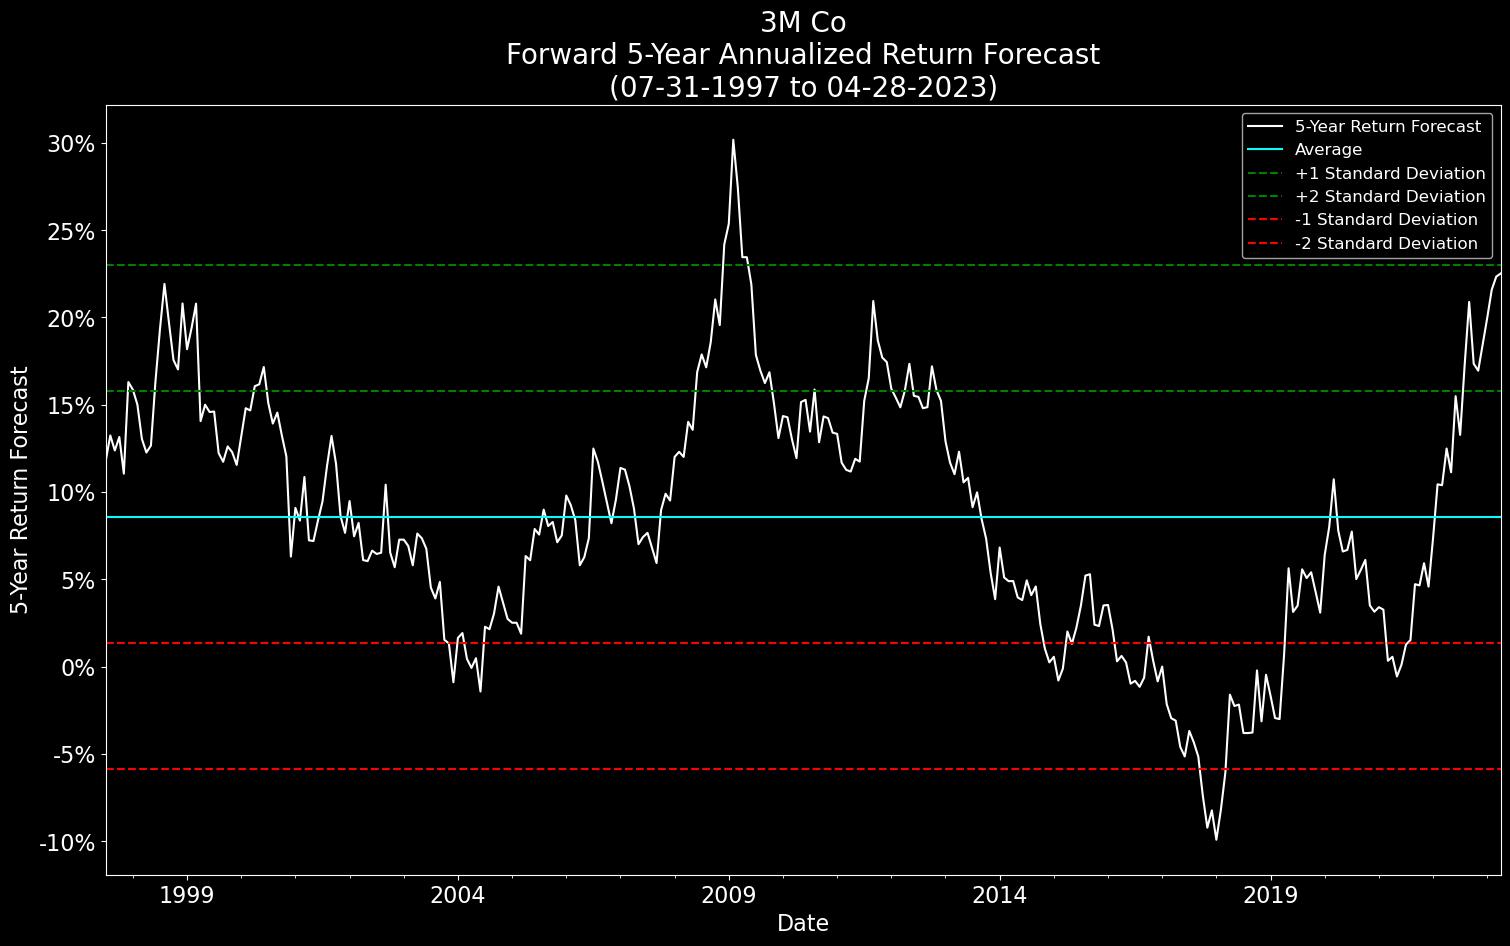 3M Co
Forward 5-Year Annualized Return Forecast
(07-31-1997 to 04-28-2023)
5-Year Return Forecast
Average
+1 Standard Deviation
+2 Standard Deviation
-1 Standard Deviation
-2 Standard Deviation
5-Year Return Forecast
30%
25%
20%
15%
10%
5%
0%
-5%
-10%
1999 2004 2009 2014 2019
Date